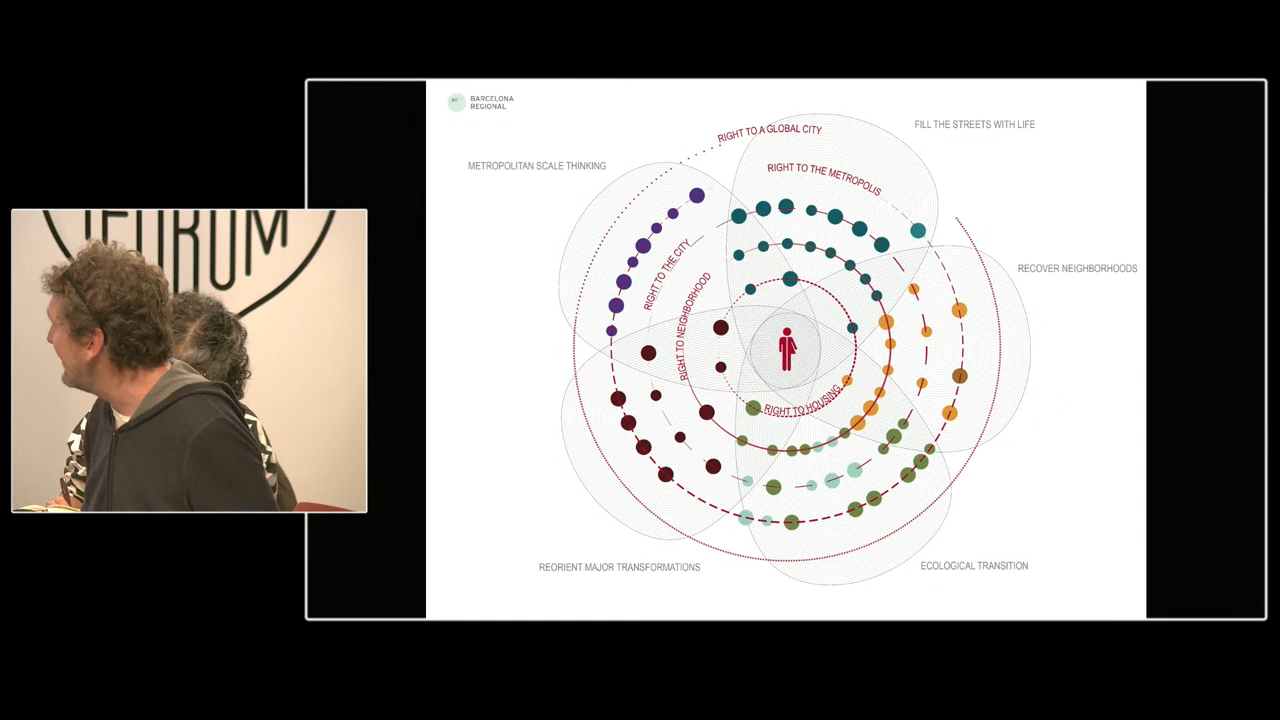 BARCELONA
REGIONAL
RIGHT TO A GLOBAL CITY
FILL THE STREETS WITH LIFE
METROPOLITAN SCALE THINKING
RIGHT TO THE METROPOLIS
RIGHT TO THE CITY
RECOVER NEIGHBORHOODS
RIGHT TO NEIGHBORHOOD
RIGHT TO HOUSING
REORIENT MAJOR TRANSFORMATIONS
ECOLOGICAL TRANSITION